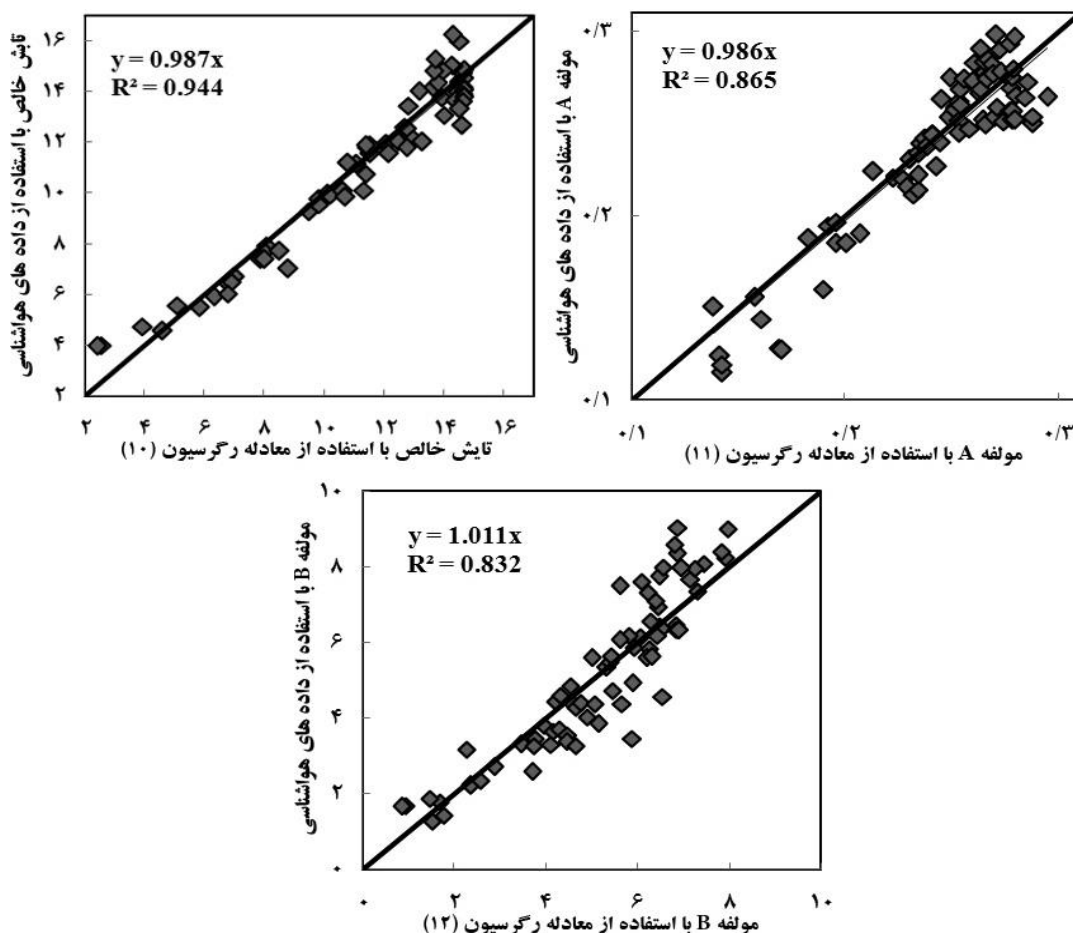 تابش خالص با استفاده از داده های هواشناسی
y = 0.987x
R² = 0.944
۱۶
۱۴
۱۲
۱۰
۸
۶
۴
۲
۲ ۴ ۶ ۸ ۱۰ ۱۲ ۱۴ ۱۶
تابش خالص با استفاده از معادله رگرسیون (۱۰)
مولفه A با استفاده از داده های هواشناسی
y = 0.986x
R² = 0.865
۰/۳
۰/۲
۰/۱
۰/۱ ۰/۲ ۰/۳
مولفه A با استفاده از معادله رگرسیون (۱۱)
مولفه B با استفاده از داده های هواشناسی
y = 1.011x
R² = 0.832
۱۰
۸
۶
۴
۲
۰
۰ ۲ ۴ ۶ ۸ ۱۰
مولفه B با استفاده از معادله رگرسیون (۱۲)